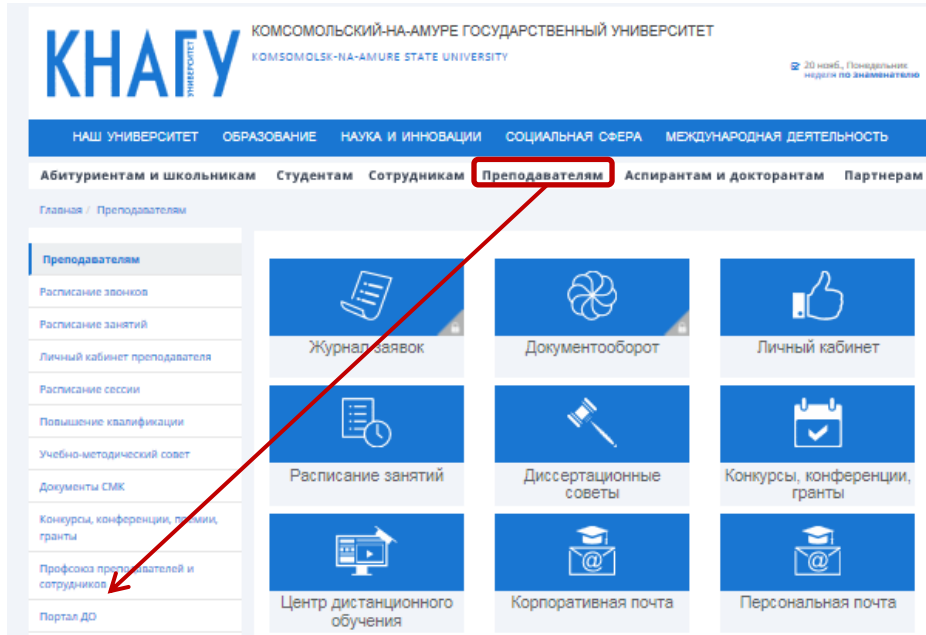 КНАГУ
УНИВЕРСИТЕТ
КОМСОМОЛЬСКИЙ-НА-АМУРЕ ГОСУДАРСТВЕННЫЙ УНИВЕРСИТЕТ
KOMSOMOLSK-NA-AMURE STATE UNIVERSITY
20 нояб., Понедельник
неделя по знаменателю
НАШ УНИВЕРСИТЕТ ОБРАЗОВАНИЕ НАУКА И ИННОВАЦИИ СОЦИАЛЬНАЯ СФЕРА МЕЖДУНАРОДНАЯ ДЕЯТЕЛЬНОСТЬ
Абитуриентам и школьникам Студентам Сотрудникам Преподавателям Аспирантам и докторантам Партнерам
Главная / Преподавателям
Преподавателям
Расписание звонков
Расписание занятий
Личный кабинет преподавателя
Расписание сессии
Повышение квалификации
Учебно-методический совет
Документы СМК
Конкурсы, конференции, премии,
гранты
Профсоюз преподавателей и
сотрудников
Портал ДО
Журнал заявок
Документооборот
Личный кабинет
Расписание занятий
Диссертационные
советы
Конкурсы, конференции,
гранты
Центр дистанционного
обучения
Корпоративная почта
Персональная почта